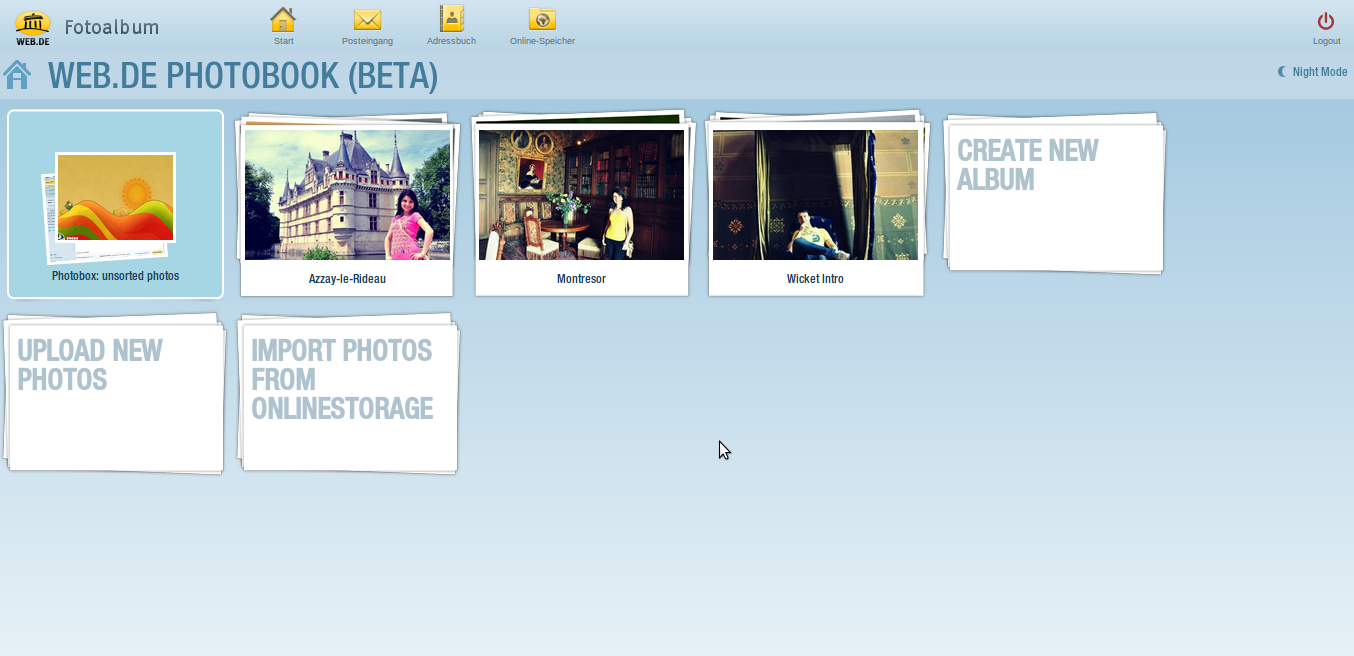 WEB.DE
Fotoalbum
Start
Posteingang
Adressbuch
Online-Speicher
Logout
WEB.DE PHOTOBOOK (BETA)
Night Mode
Photobox: unsorted photos
Azzay-le-Rideau
Montresor
Wicket Intro
CREATE NEW
ALBUM
UPLOAD NEW
PHOTOS
IMPORT PHOTOS
FROM
ONLINESTORAGE